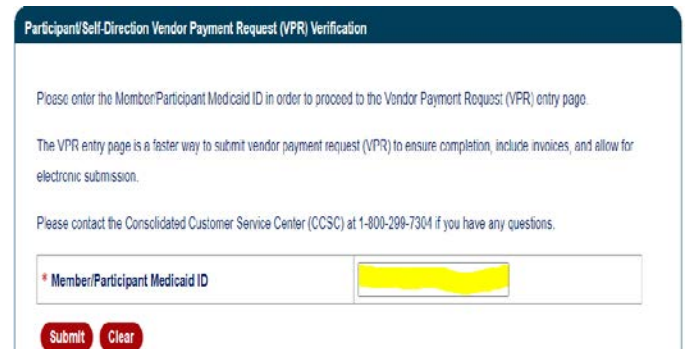 Participant/Self-Direction Vendor Payment Request (VPR) Verification
Please enter the Member/Participant Medicaid ID in order to proceed to the Vendor Payment Request (VPR) entry page.
The VPR entry page is a faster way to submit vendor payment request (VPR) to ensure completion, include invoices, and allow for
electronic submission.
Please contact the Consolidated Customer Service Center (CCSC) at 1-800-299-7304 if you have any questions.
* Member/Participant Medicaid ID
Submit Clear